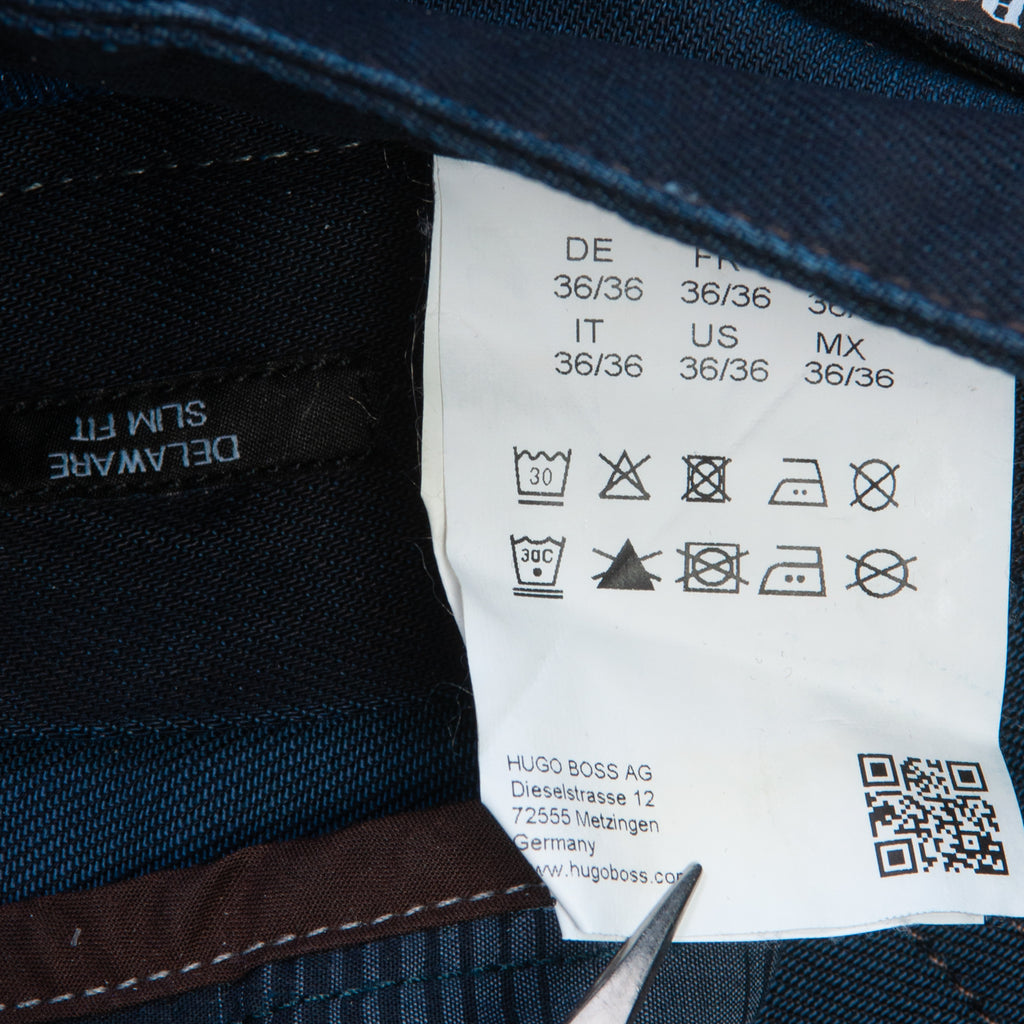 DE FR
36/36 36/36
IT US MX
36/36 36/36 36/36
30
30C
DELAWARE
SLIM FIT
HUGO BOSS AG
Dieselstrasse 12
72555 Metzingen
Germany